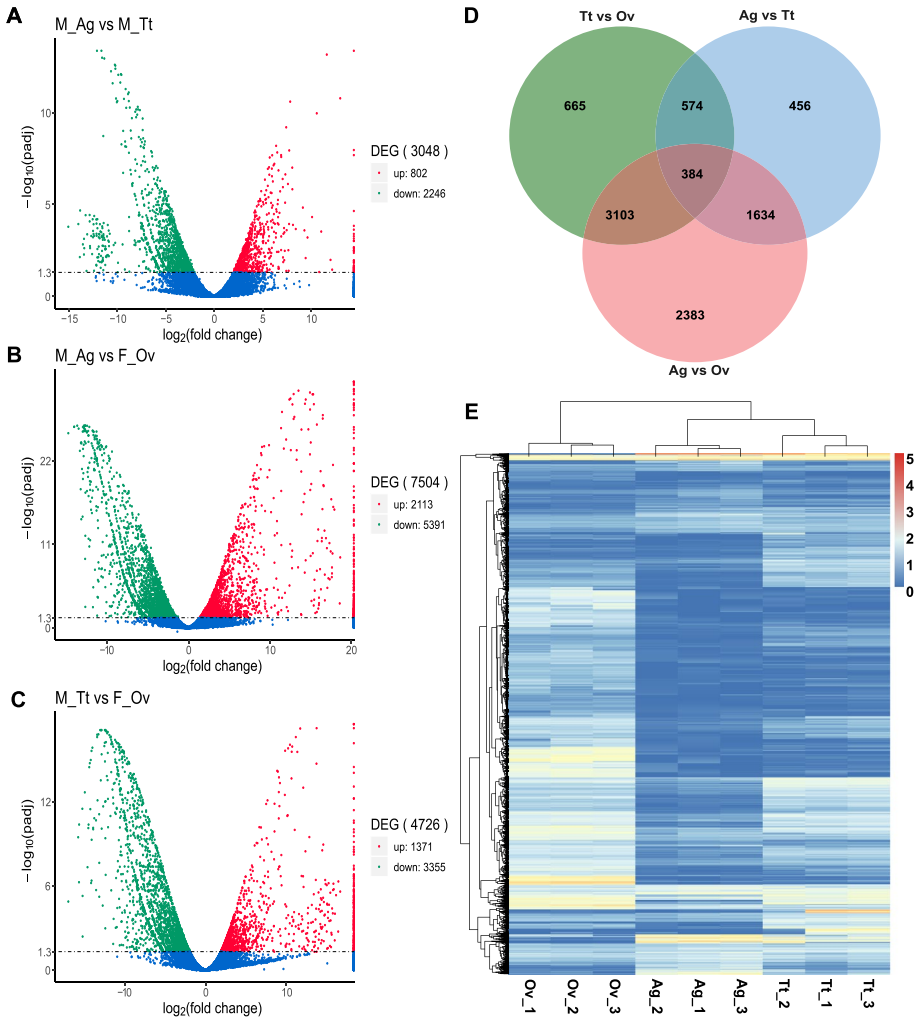 A
M_Ag vs M_Tt
10
5
1.3
0
−log10(padj)
−15 −10 −5 0 5 10
log2(fold change)
DEG ( 3048 )
up: 802
down: 2246
B
M_Ag vs F_Ov
22
11
1.3
0
−log10(padj)
−10 0 10 20
log2(fold change)
DEG ( 7504 )
up: 2113
down: 5391
C
M_Tt vs F_Ov
12
6
1.3
0
−log10(padj)
−10 0 10
log2(fold change)
DEG ( 4726 )
up: 1371
down: 3355
D
Tt vs Ov Ag vs Tt
665 574 456
384
3103 1634
2383
Ag vs Ov
E
5
4
3
2
1
0
Ov_1 Ov_2 Ov_3 Ag_2 Ag_1 Ag_3 Tt_2 Tt_1 Tt_3